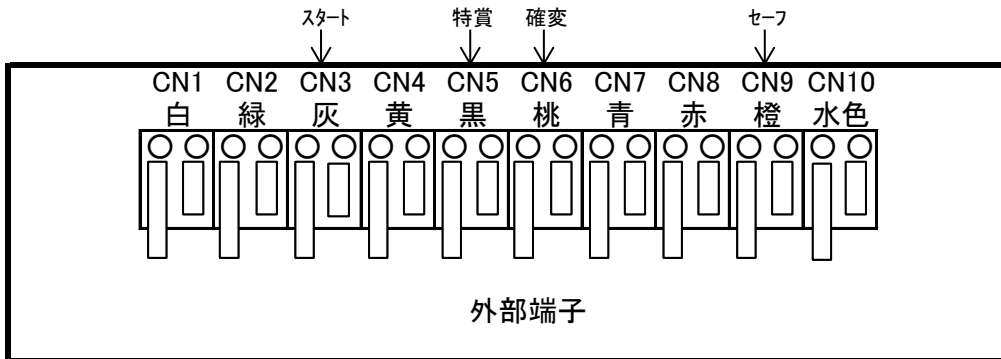 スタート 特賞 確変 セーフ
CN1 CN2 CN3 CN4 CN5 CN6 CN7 CN8 CN9 CN10
白 緑 灰 黄 黒 桃 青 赤 橙 水色
外部端子